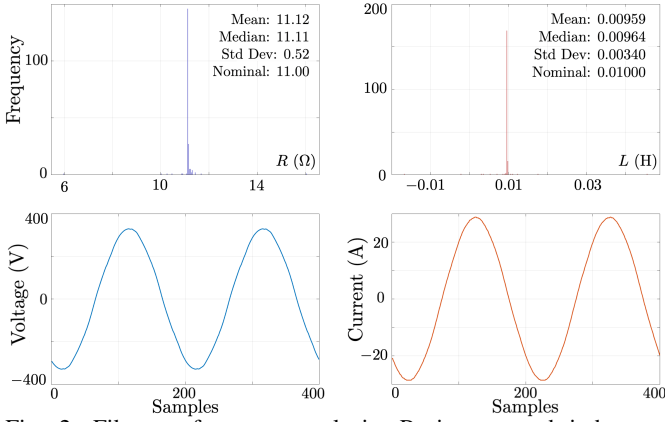 Mean: 11.12
Median: 11.11
Std Dev: 0.52
Nominal: 11.00
100
0
Frequency
R (Ω)
6
10
14
200
100
0
Mean: 0.00959
Median: 0.00964
Std Dev: 0.00340
Nominal: 0.01000
L (H)
−0.01
0.01
0.03
400
0
−400
Voltage (V)
0
200
400
Samples
20
0
−20
Current (A)
0
200
400
Samples